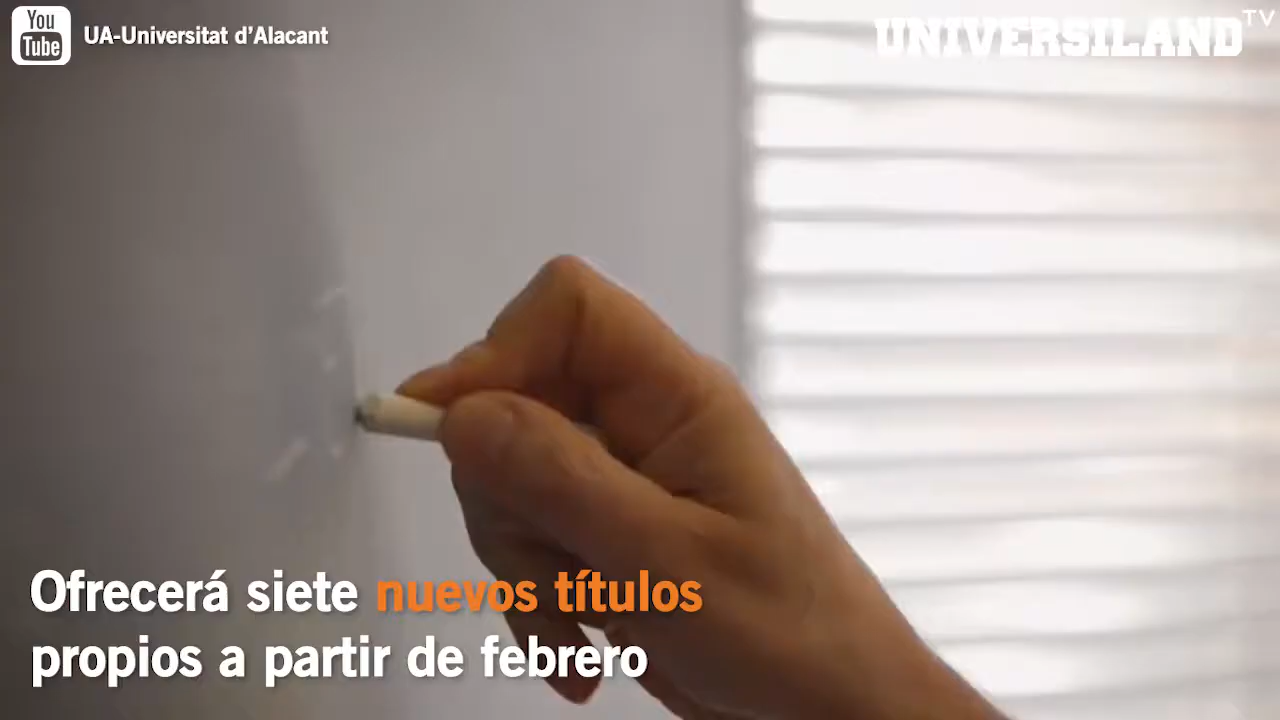 You
Tube
UA-Universitat d'Alacant
UNIVERSILAND TV
Ofrecerá siete nuevos títulos
propios a partir de febrero